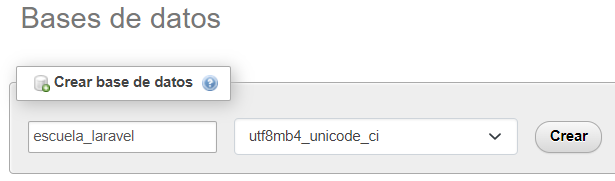 Bases de datos
Crear base de datos
escuela_laravel utf8mb4_unicode_ci Crear